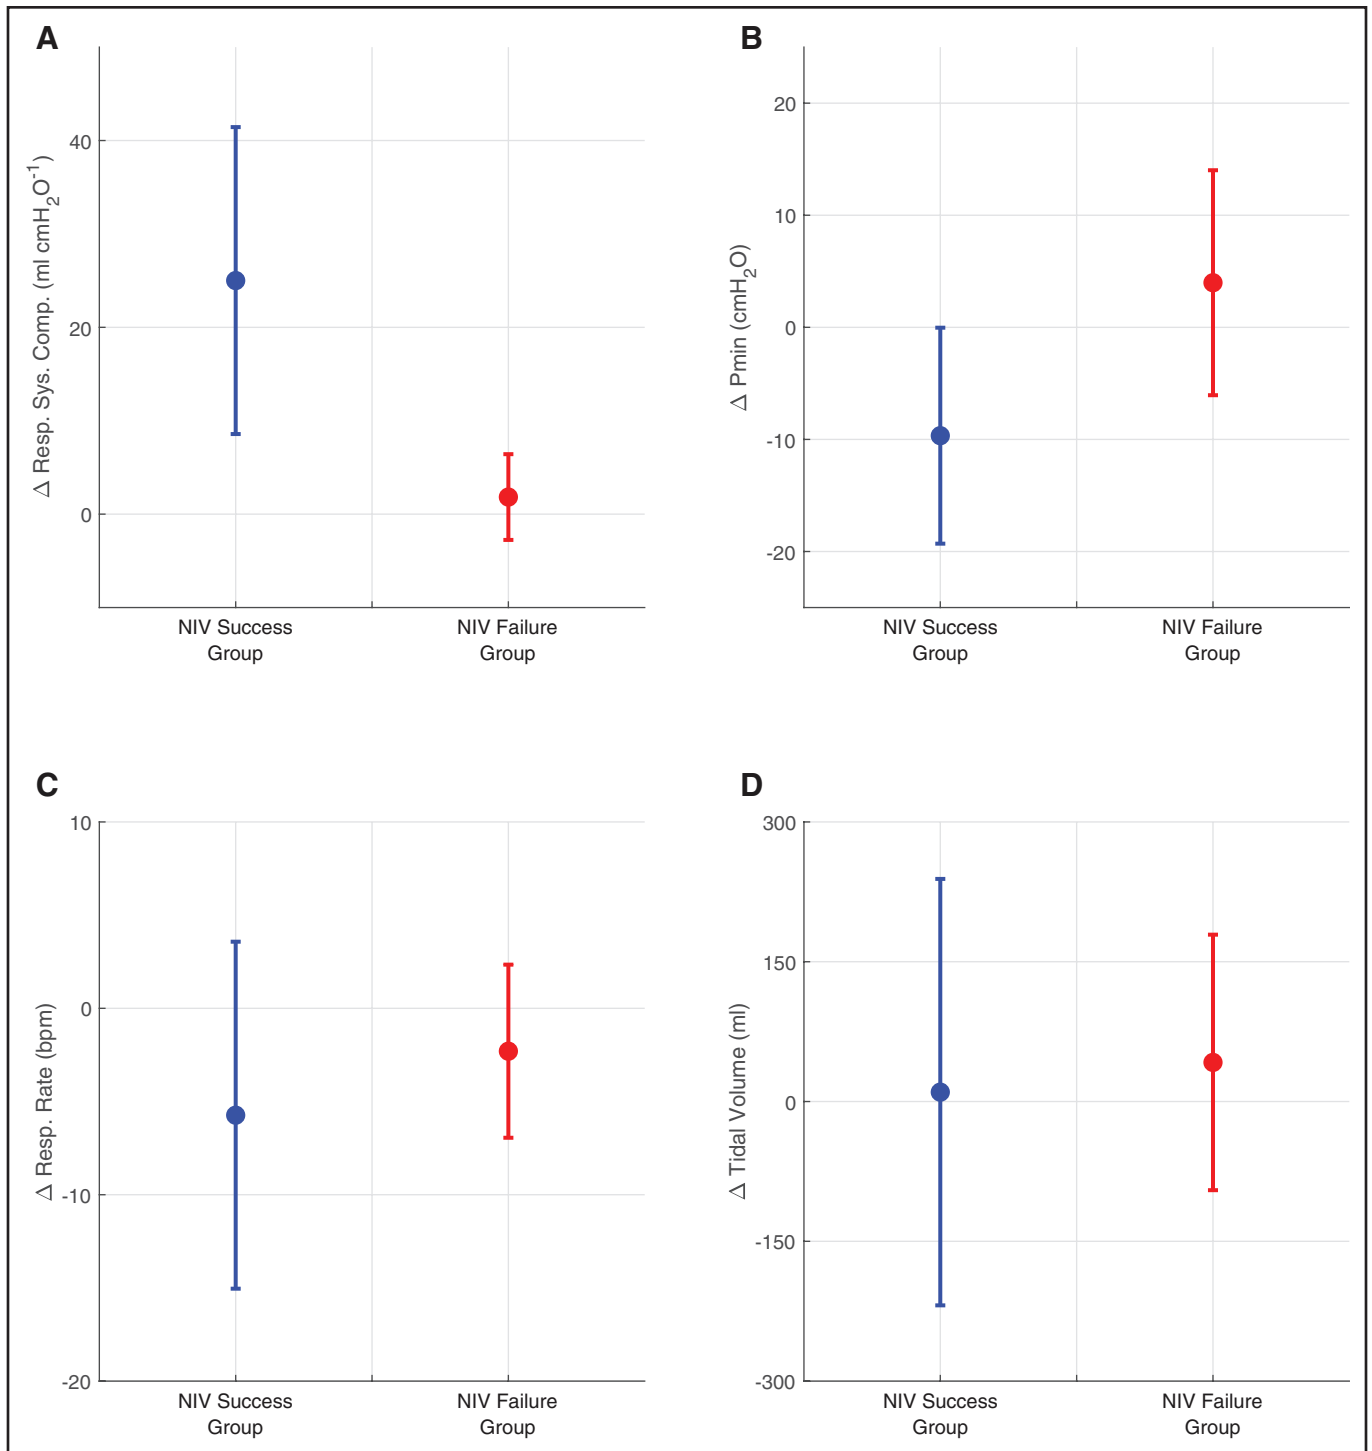 A
Δ Resp. Sys. Comp. (ml cmH₂O⁻¹)
40
20
0
NIV Success
Group
NIV Failure
Group
B
Δ Pmin (cmH₂O)
20
10
0
-10
-20
NIV Success
Group
NIV Failure
Group
C
Δ Resp. Rate (bpm)
10
0
-10
-20
NIV Success
Group
NIV Failure
Group
D
Δ Tidal Volume (ml)
300
150
0
-150
-300
NIV Success
Group
NIV Failure
Group